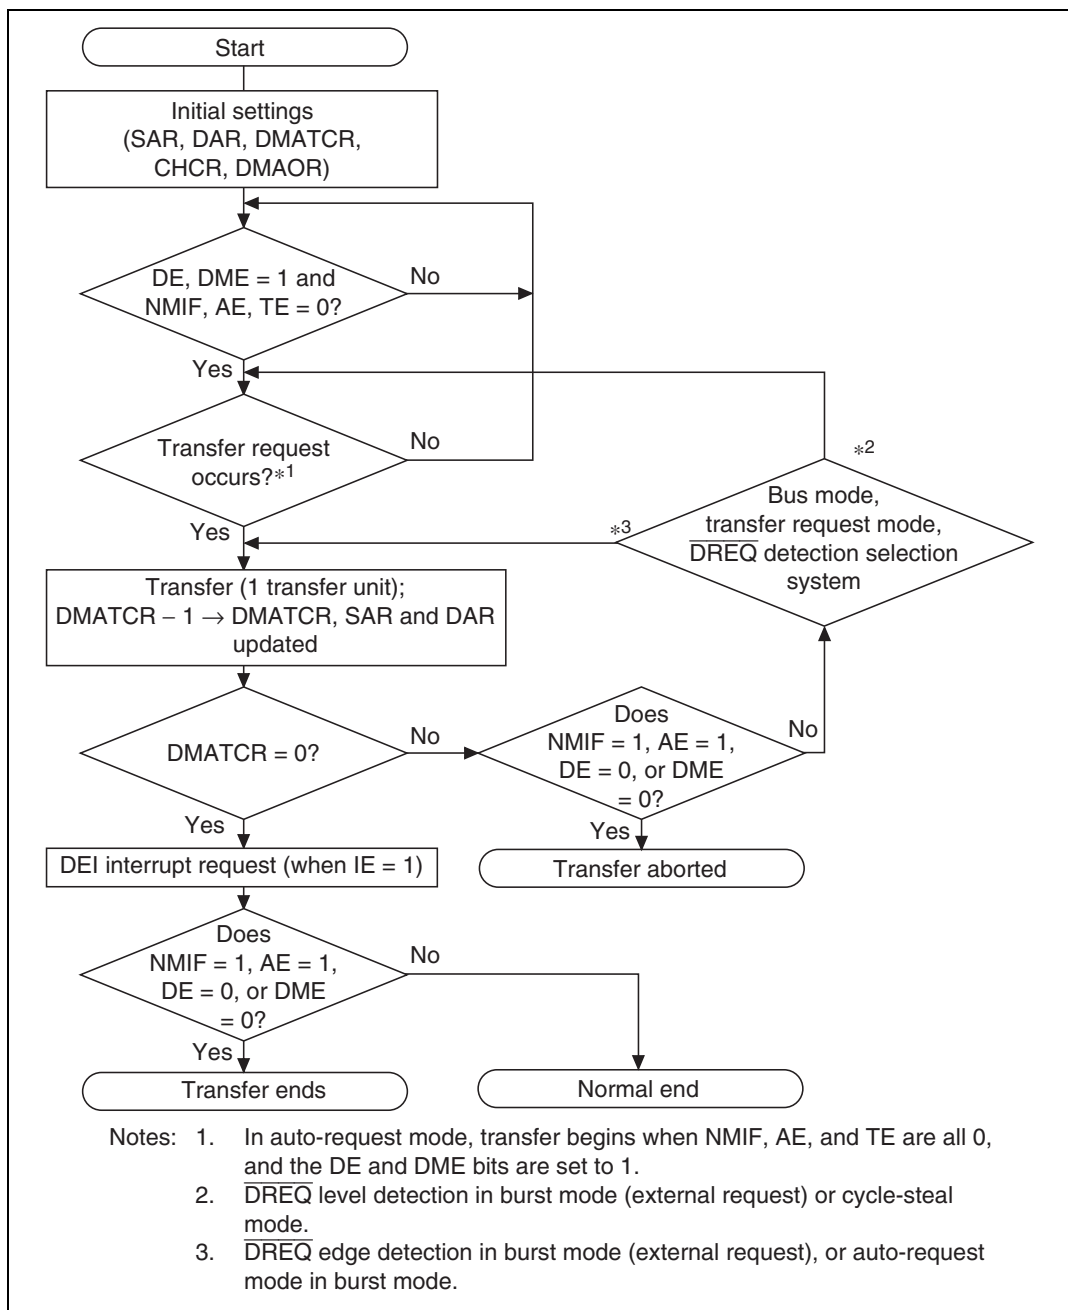 Start
Initial settings
(SAR, DAR, DMATCR,
CHCR, DMAOR)
DE, DME = 1 and
NMIF, AE, TE = 0?
No
Yes
Transfer request
occurs?*1
No
Yes
*2
Bus mode,
transfer request mode,
DREQ detection selection
system
*3
Transfer (1 transfer unit);
DMATCR – 1 → DMATCR, SAR and DAR
updated
DMATCR = 0?
No
Yes
Does
NMIF = 1, AE = 1,
DE = 0, or DME
= 0?
No
Yes
Transfer aborted
DEI interrupt request (when IE = 1)
Does
NMIF = 1, AE = 1,
DE = 0, or DME
= 0?
No
Yes
Transfer ends
Normal end
Notes: 1. In auto-request mode, transfer begins when NMIF, AE, and TE are all 0,
and the DE and DME bits are set to 1.
2. DREQ level detection in burst mode (external request) or cycle-steal
mode.
3. DREQ edge detection in burst mode (external request), or auto-request
mode in burst mode.